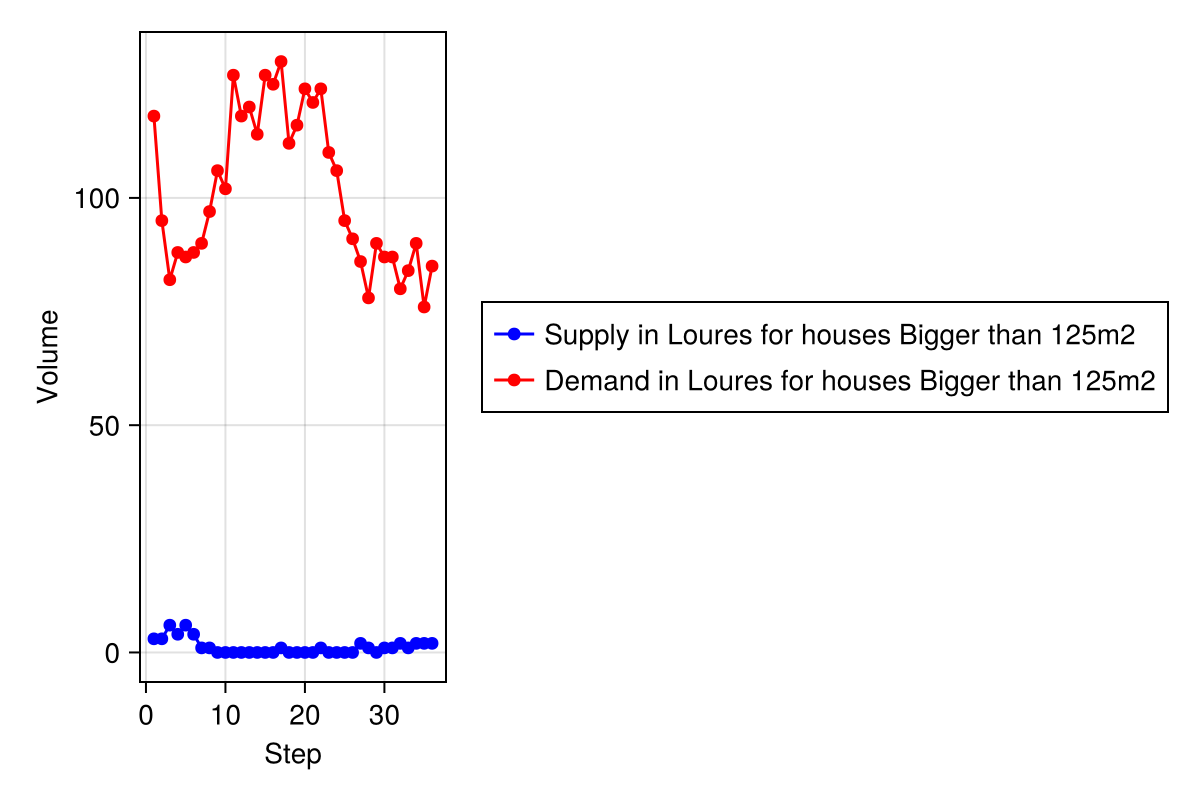 Volume
100
50
0
0 10 20 30
Step
Supply in Loures for houses Bigger than 125m2
Demand in Loures for houses Bigger than 125m2